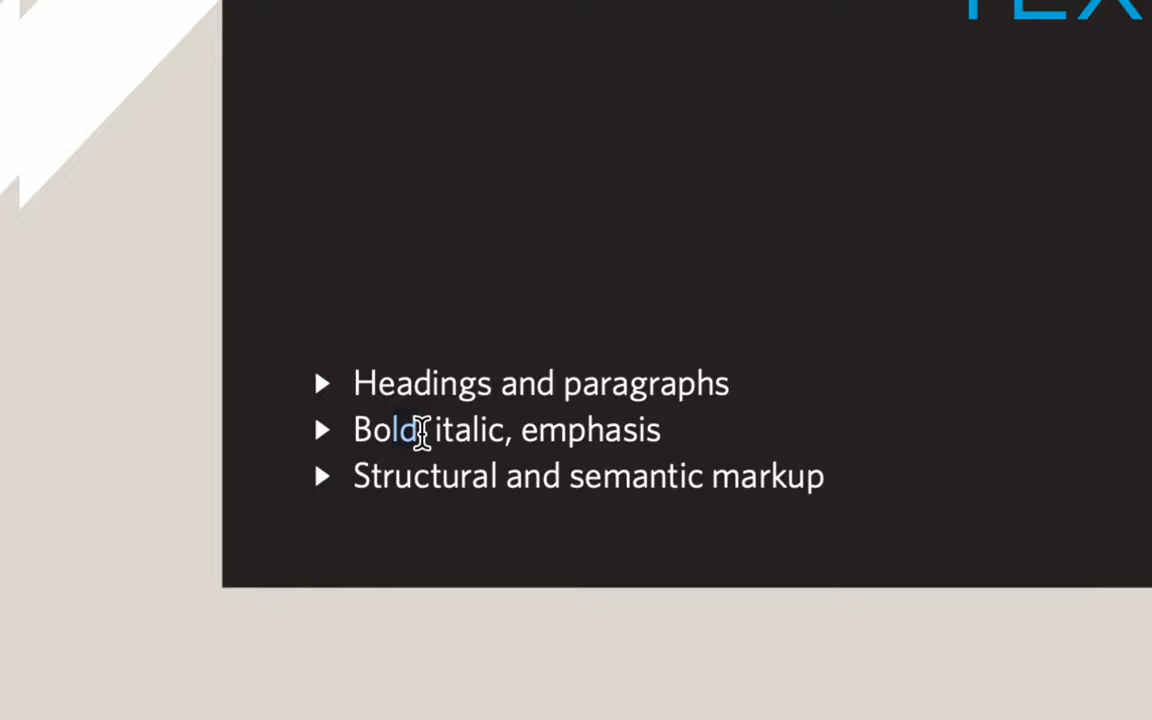 Headings and paragraphs
Bold, italic, emphasis
Structural and semantic markup